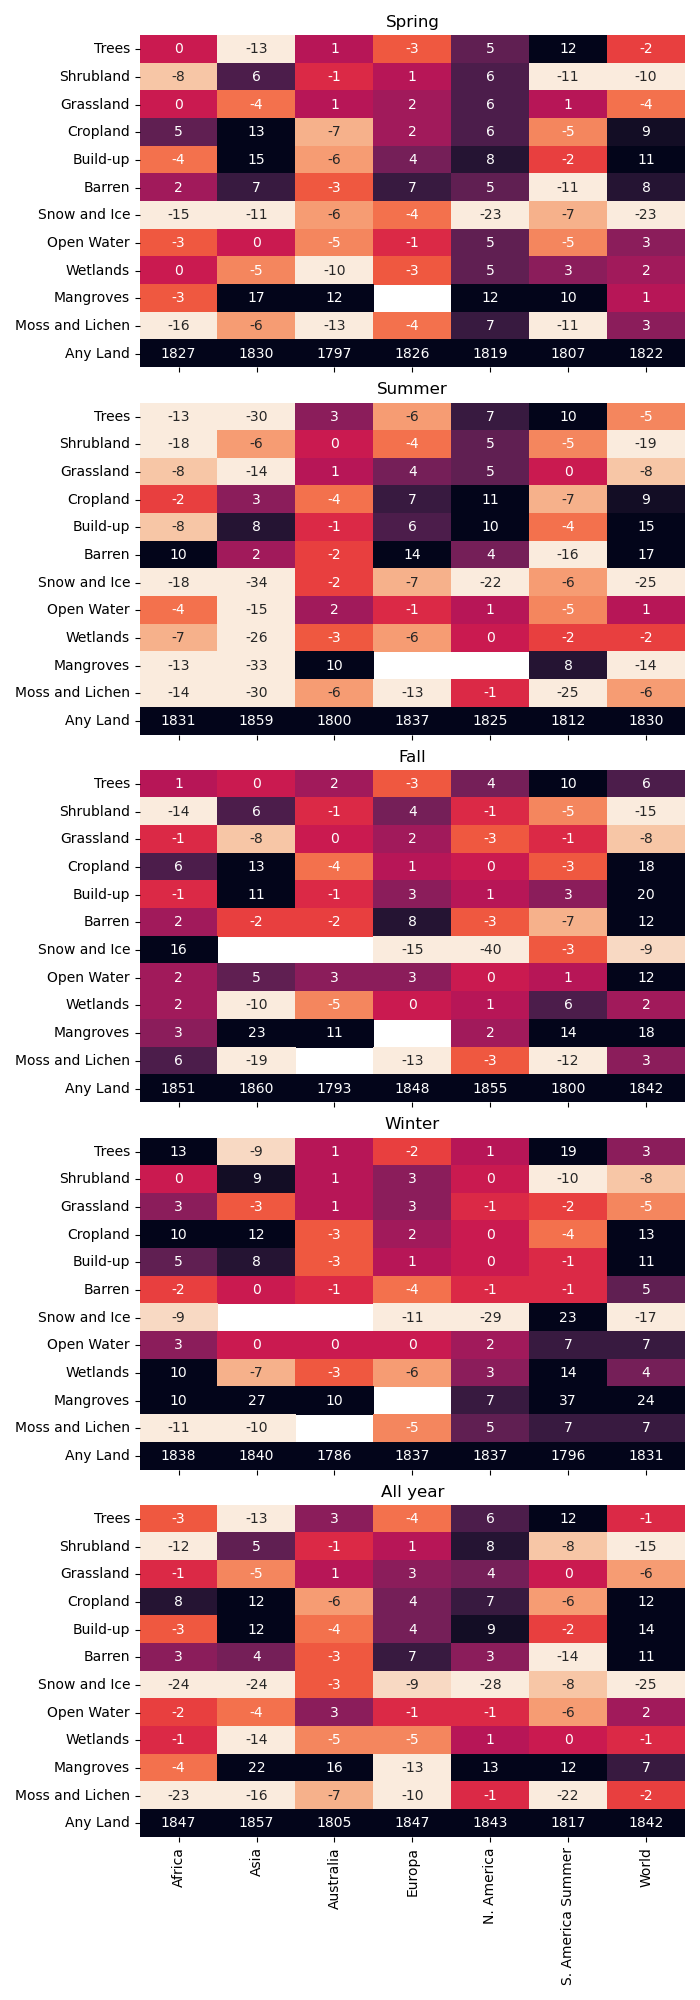 Spring
Trees 0 -13 1 -3 5 12 -2
Shrubland -8 6 -1 1 6 -11 -10
Grassland 0 -4 1 2 6 1 -4
Cropland 5 13 -7 2 6 -5 9
Build-up -4 15 -6 4 8 -2 11
Barren 2 7 -3 7 5 -11 8
Snow and Ice -15 -11 -6 -4 -23 -7 -23
Open Water -3 0 -5 -1 5 -5 3
Wetlands 0 -5 -10 -3 5 3 2
Mangroves -3 17 12 12 10 1
Moss and Lichen -16 -6 -13 -4 7 -11 3
Any Land 1827 1830 1797 1826 1819 1807 1822
Summer
Trees -13 -30 3 -6 7 10 -5
Shrubland -18 -6 0 -4 5 -5 -19
Grassland -8 -14 1 4 5 0 -8
Cropland -2 3 -4 7 11 -7 9
Build-up -8 8 -1 6 10 -4 15
Barren 10 2 -2 14 4 -16 17
Snow and Ice -18 -34 -2 -7 -22 -6 -25
Open Water -4 -15 2 -1 1 -5 1
Wetlands -7 -26 -3 -6 0 -2 -2
Mangroves -13 -33 10 8 -14
Moss and Lichen -14 -30 -6 -13 -1 -25 -6
Any Land 1831 1859 1800 1837 1825 1812 1830
Fall
Trees 1 0 2 -3 4 10 6
Shrubland -14 6 -1 4 -1 -5 -15
Grassland -1 -8 0 2 -3 -1 -8
Cropland 6 13 -4 1 0 -3 18
Build-up -1 11 -1 3 1 3 20
Barren 2 -2 -2 8 -3 -7 12
Snow and Ice 16 -15 -40 -3 -9
Open Water 2 5 3 3 0 1 12
Wetlands 2 -10 -5 0 1 6 2
Mangroves 3 23 11 2 14 18
Moss and Lichen 6 -19 -13 -3 -12 3
Any Land 1851 1860 1793 1848 1855 1800 1842
Winter
Trees 13 -9 1 -2 1 19 3
Shrubland 0 9 1 3 0 -10 -8
Grassland 3 -3 1 3 -1 -2 -5
Cropland 10 12 -3 2 0 -4 13
Build-up 5 8 -3 1 0 -1 11
Barren -2 0 -1 -4 -1 -1 5
Snow and Ice -9 -11 -29 23 -17
Open Water 3 0 0 0 2 7 7
Wetlands 10 -7 -3 -6 3 14 4
Mangroves 10 27 10 7 37 24
Moss and Lichen -11 -10 -5 5 7 7
Any Land 1838 1840 1786 1837 1837 1796 1831
All year
Trees -3 -13 3 -4 6 12 -1
Shrubland -12 5 -1 1 8 -8 -15
Grassland -1 -5 1 3 4 0 -6
Cropland 8 12 -6 4 7 -6 12
Build-up -3 12 -4 4 9 -2 14
Barren 3 4 -3 7 3 -14 11
Snow and Ice -24 -24 -3 -9 -28 -8 -25
Open Water -2 -4 3 -1 -1 -6 2
Wetlands -1 -14 -5 -5 1 0 -1
Mangroves -4 22 16 -13 13 12 7
Moss and Lichen -23 -16 -7 -10 -1 -22 -2
Any Land 1847 1857 1805 1847 1843 1817 1842
Africa
Asia
Australia
Europa
N. America
S. America Summer
World